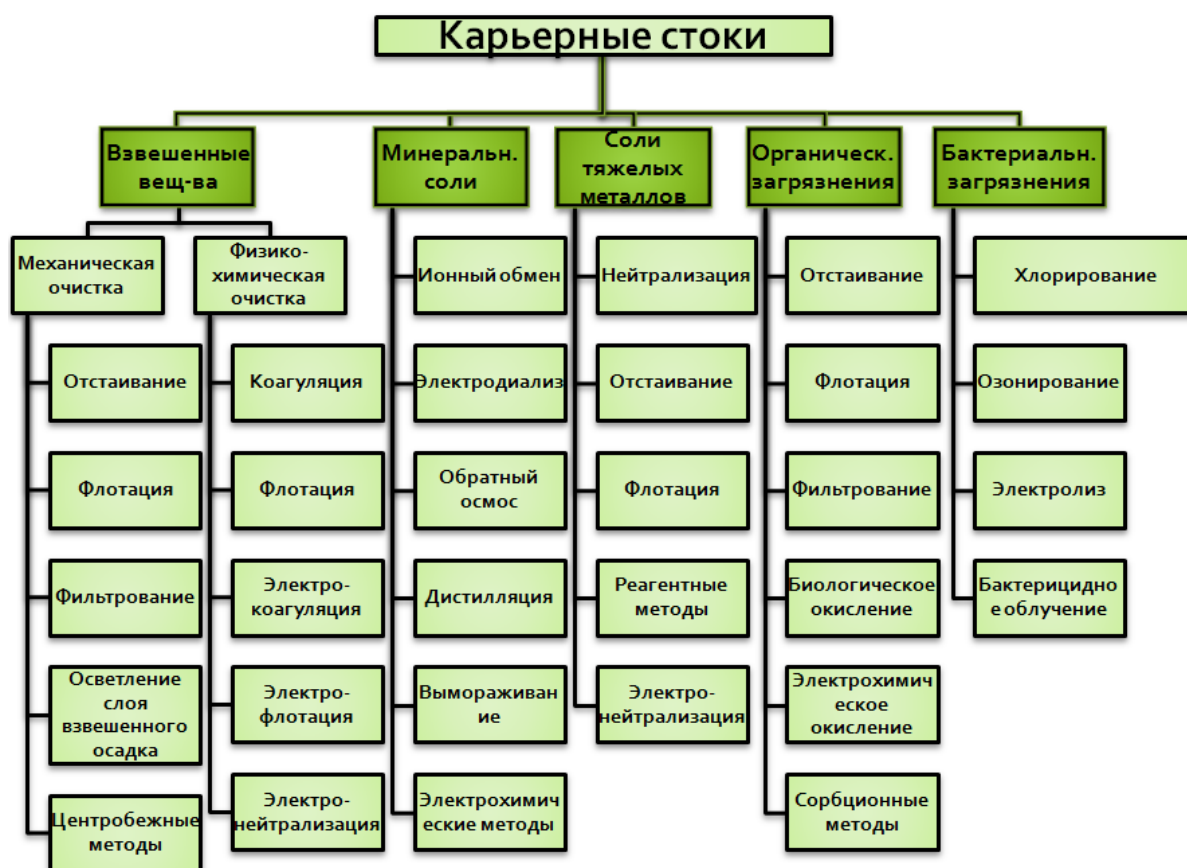 Карьерные стоки
Взвешенные
вещ-ва
Минеральн.
соли
Соли
тяжелых
металлов
Органическ.
загрязнения
Бактериальн.
загрязнения
Механическая
очистка
Физико-
химическая
очистка
Отстаивание
Флотация
Фильтрование
Осветление
слоя
взвешенного
осадка
Центробежные
методы
Коагуляция
Флотация
Электро-
коагуляция
Электро-
флотация
Электро-
нейтрализация
Ионный обмен
Электродиализ
Обратный
осмос
Дистилляция
Вымораживан
ие
Электрохимич
еские методы
Нейтрализация
Отстаивание
Флотация
Реагентные
методы
Электро-
нейтрализация
Отстаивание
Флотация
Фильтрование
Биологическое
окисление
Электрохимич
еское
окисление
Сорбционные
методы
Хлорирование
Озонирование
Электролиз
Бактерицидно
е облучение